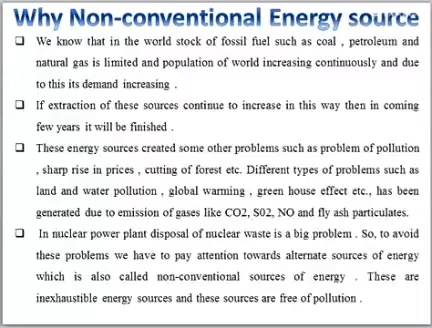 Why Non-conventional Energy source
❑ We know that in the world stock of fossil fuel such as coal , petroleum and
natural gas is limited and population of world increasing continuously and due
to this its demand increasing .
❑ If extraction of these sources continue to increase in this way then in coming
few years it will be finished .
❑ These energy sources created some other problems such as problem of pollution
, sharp rise in prices , cutting of forest etc. Different types of problems such as
land and water pollution , global warming , green house effect etc., has been
generated due to emission of gases like CO2, S02, NO and fly ash particulates.
❑ In nuclear power plant disposal of nuclear waste is a big problem . So, to avoid
these problems we have to pay attention towards alternate sources of energy
which is also called non-conventional sources of energy . These are
inexhaustible energy sources and these sources are free of pollution .